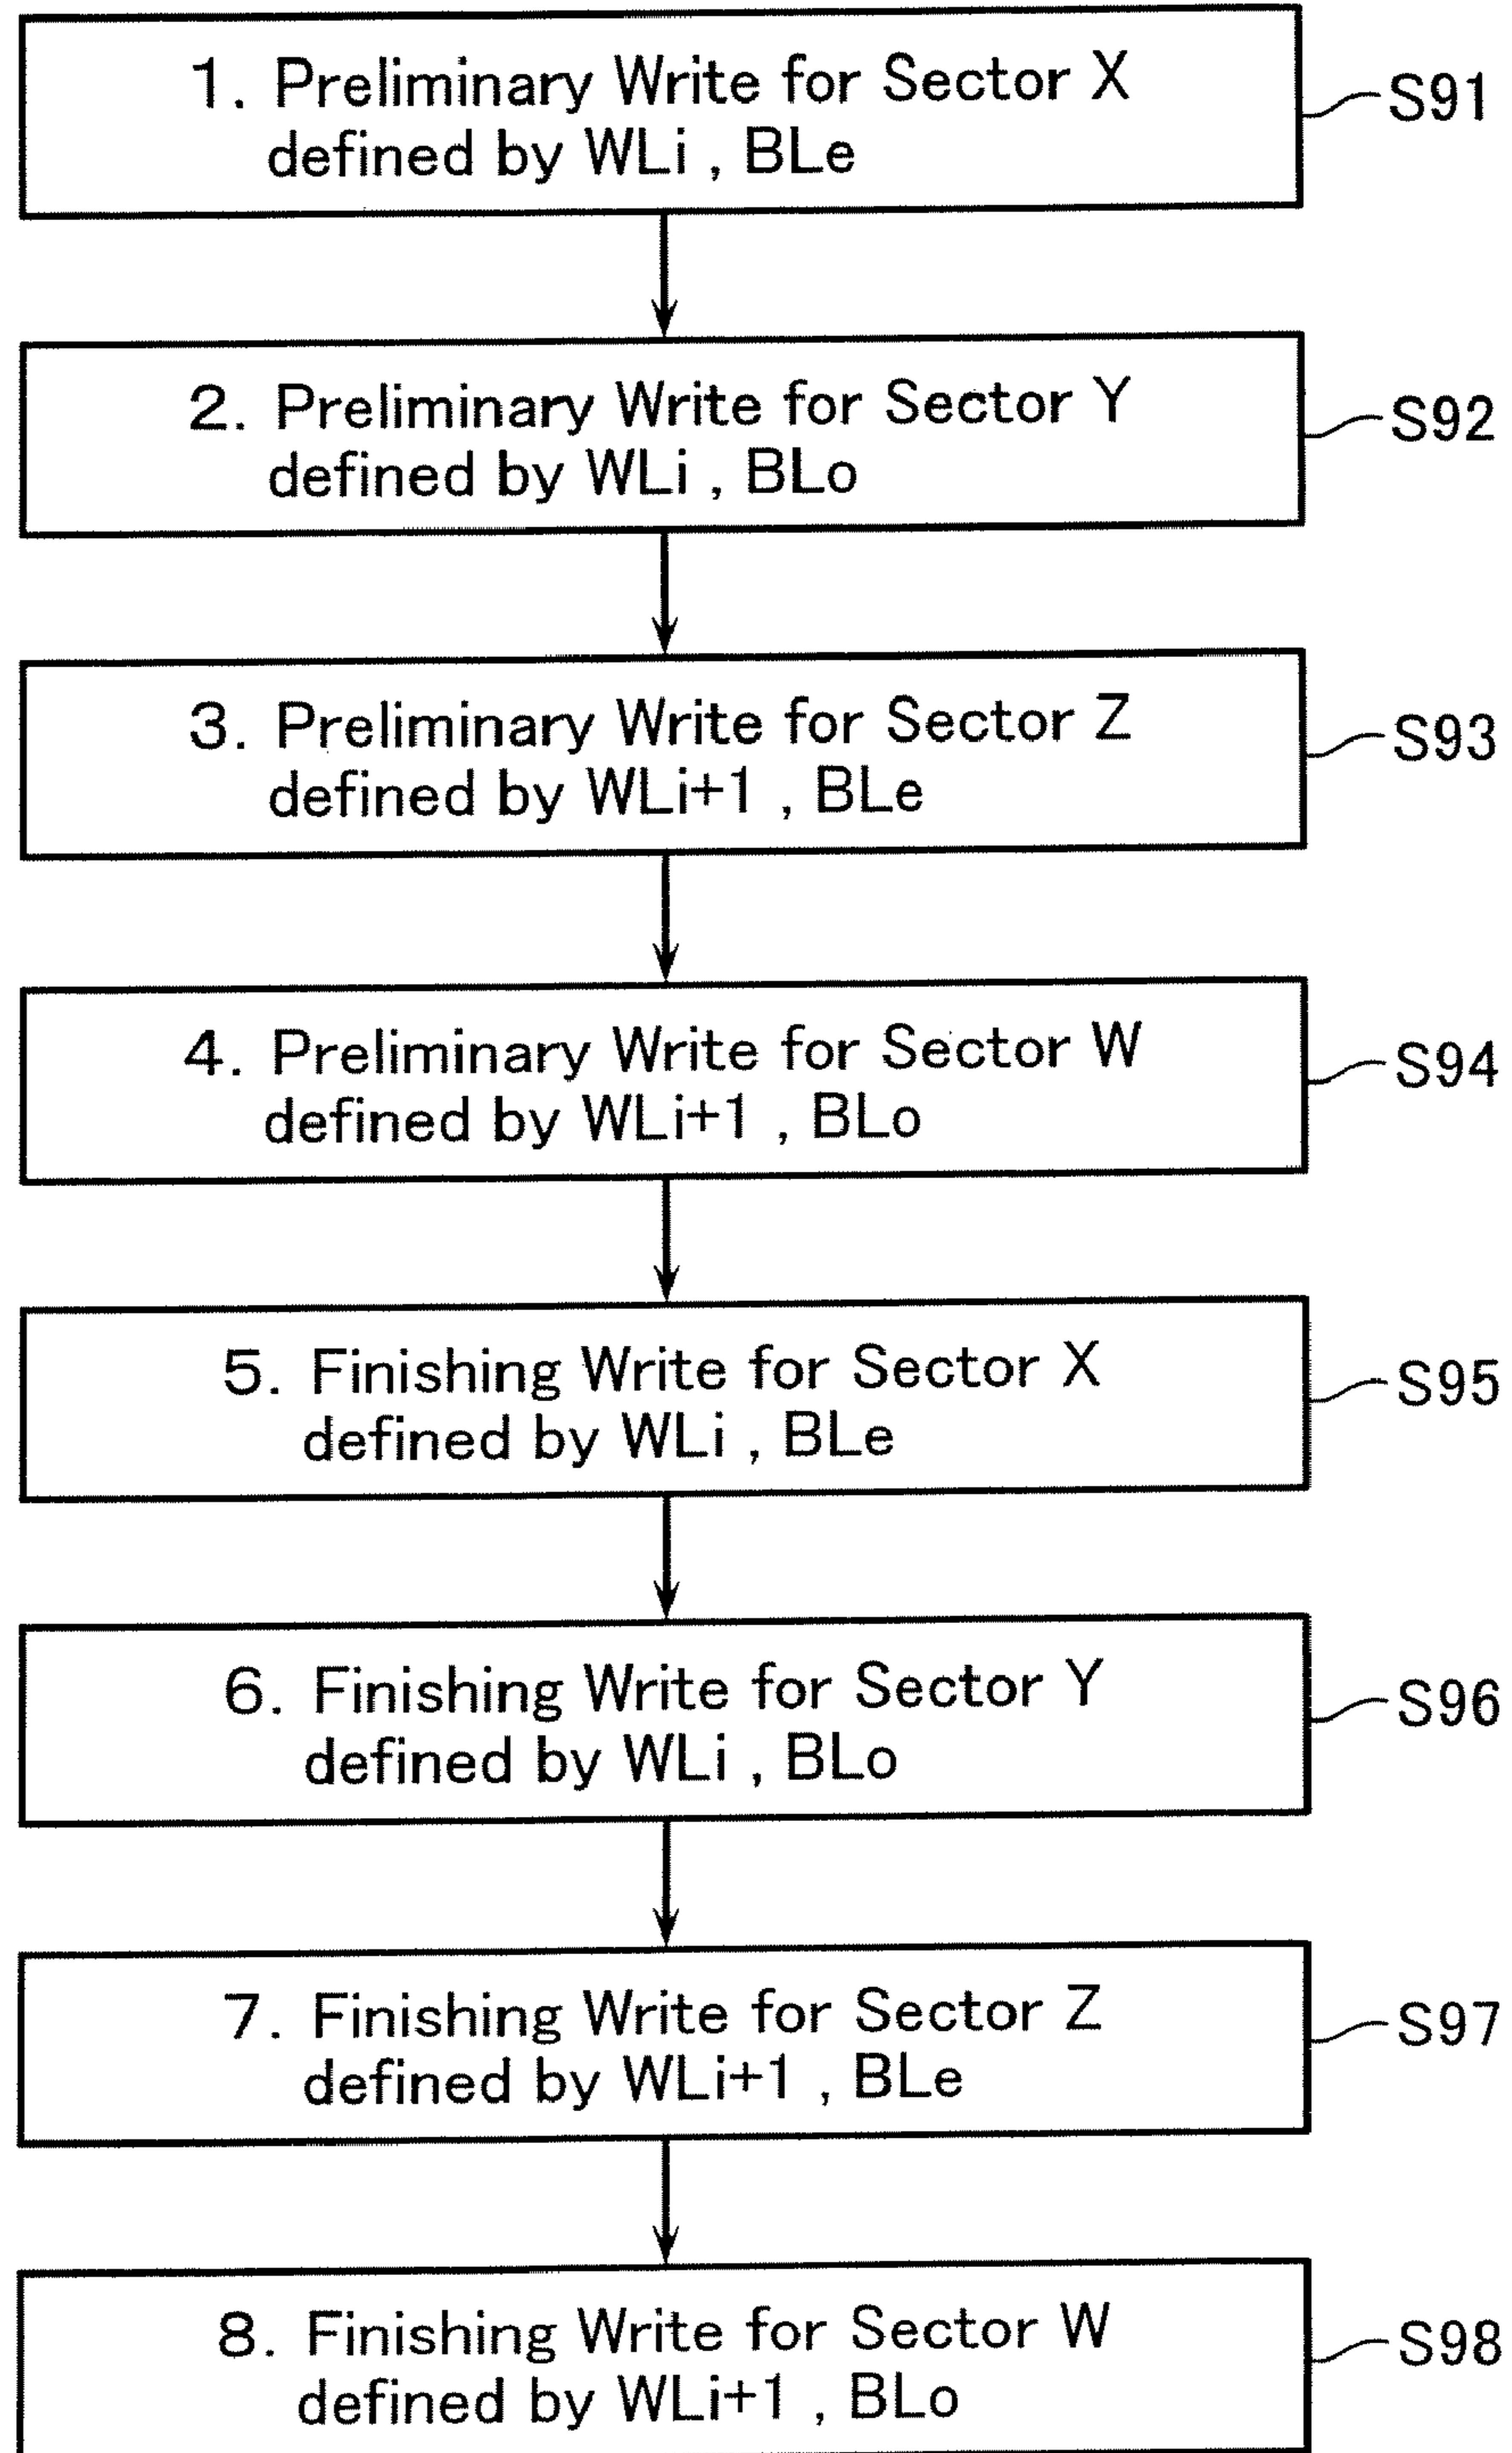 1. Preliminary Write for Sector X
defined by WLi , BLe
S91
2. Preliminary Write for Sector Y
defined by WLi , BLo
S92
3. Preliminary Write for Sector Z
defined by WLi+1 , BLe
S93
4. Preliminary Write for Sector W
defined by WLi+1 , BLo
S94
5. Finishing Write for Sector X
defined by WLi , BLe
S95
6. Finishing Write for Sector Y
defined by WLi , BLo
S96
7. Finishing Write for Sector Z
defined by WLi+1 , BLe
S97
8. Finishing Write for Sector W
defined by WLi+1 , BLo
S98